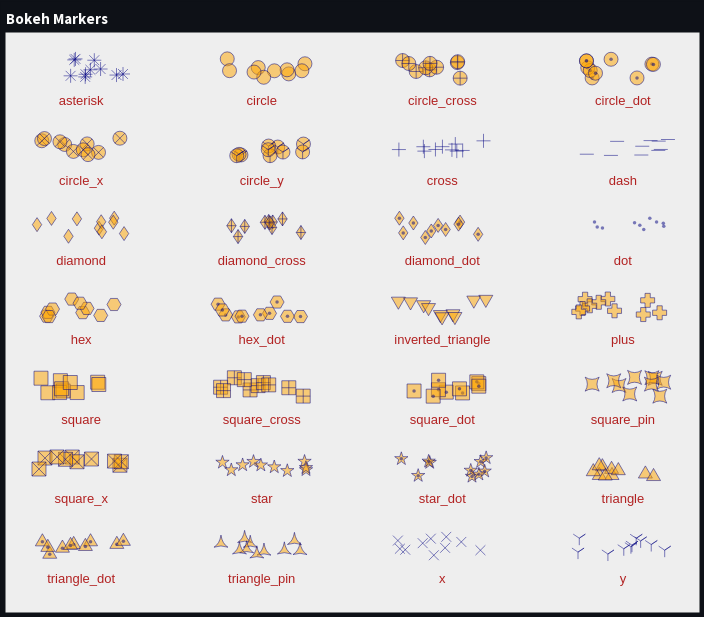 Bokeh Markers
asterisk circle circle_cross circle_dot
circle_x circle_y cross dash
diamond diamond_cross diamond_dot dot
hex hex_dot inverted_triangle plus
square square_cross square_dot square_pin
square_x star star_dot triangle
triangle_dot triangle_pin x y